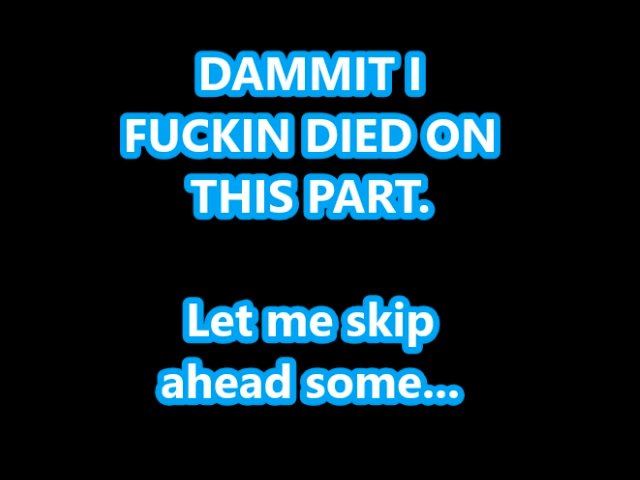 DAMMIT I
FUCKIN DIED ON
THIS PART.
Let me skip
ahead some...